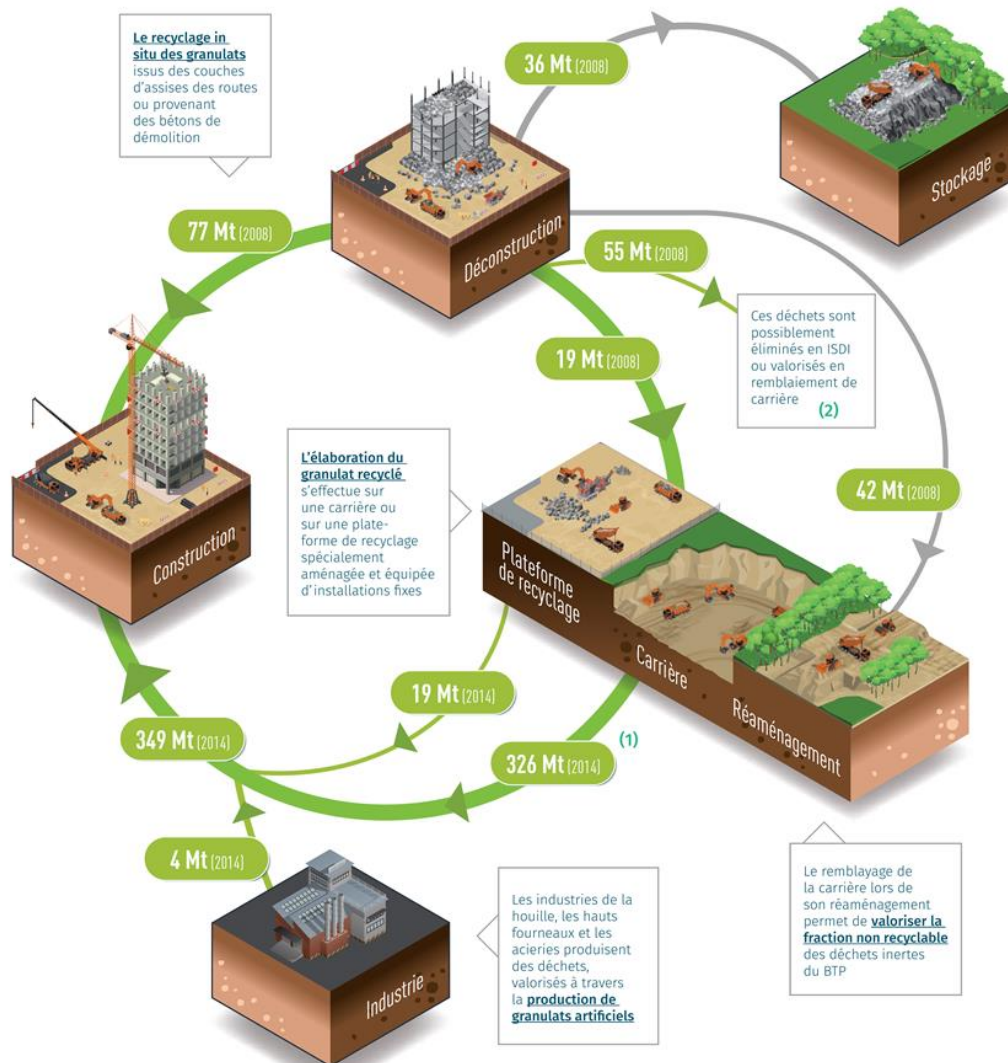 Le recyclage in
situ des granulats
issus des couches
d'assises des routes
ou provenant
des bétons de
démolition
36 Mt (2008)
Stockage
77 Mt (2008)
Déconstruction
55 Mt (2008)
Ces déchets sont
possiblement
éliminés en ISDI
ou valorisés en
remblaiement de
carrière
(2)
19 Mt (2008)
Construction
L'élaboration du
granulat recyclé
s'effectue sur
une carrière ou
sur une plate-
forme de recyclage
spécialement
aménagée et équipée
d'installations fixes
42 Mt (2008)
Plateforme
de recyclage
Carrière
Réaménagement
19 Mt (2014)
349 Mt (2014)
326 Mt (2014)
(1)
4 Mt (2014)
Industrie
Les industries de la
houille, les hauts
fourneaux et les
acieries produisent
des déchets,
valorisés à travers
la production de
granulats artificiels
Le remblayage de
la carrière lors de
son réaménagement
permet de valoriser la
fraction non recyclable
des déchets inertes
du BTP